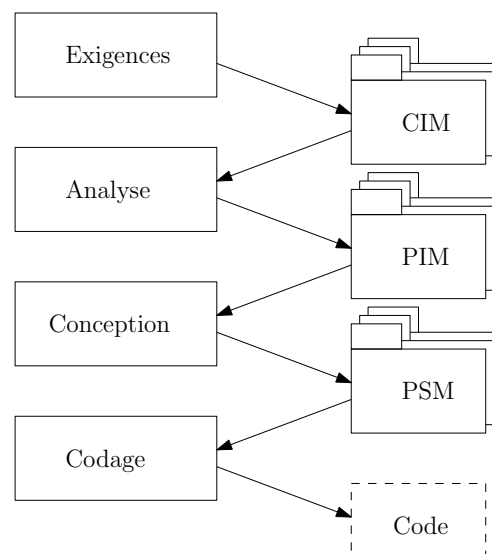 Exigences
CIM
Analyse
PIM
Conception
PSM
Codage
Code